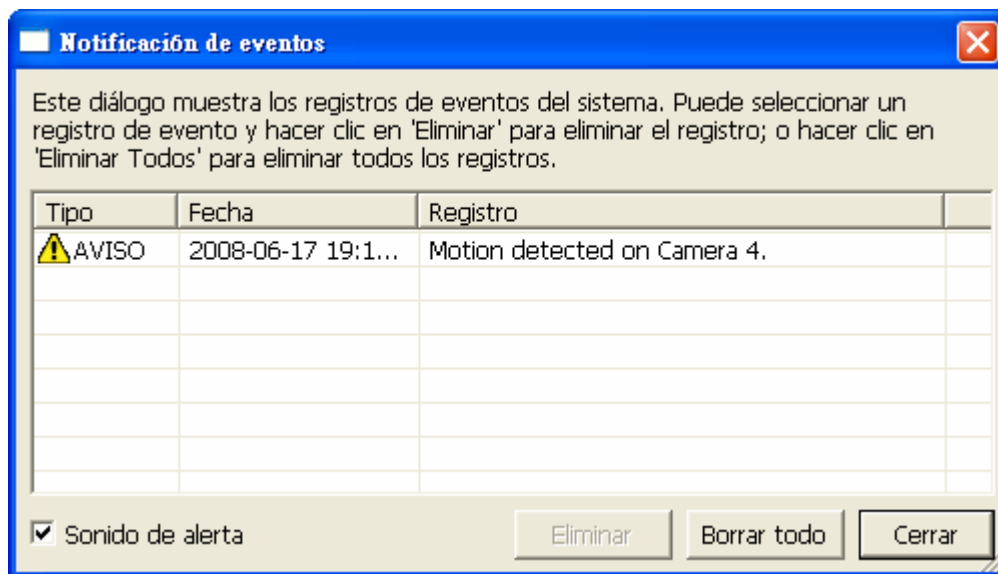 Notificación de eventos
Este diálogo muestra los registros de eventos del sistema. Puede seleccionar un
registro de evento y hacer clic en 'Eliminar' para eliminar el registro; o hacer clic en
'Eliminar Todos' para eliminar todos los registros.
Tipo Fecha Registro
AVISO 2008-06-17 19:1... Motion detected on Camera 4.
Sonido de alerta Eliminar Borrar todo Cerrar